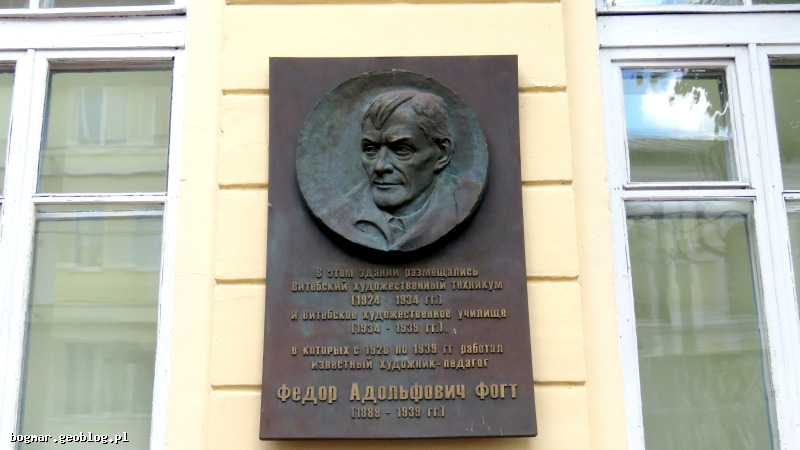 В этом здании размещались
Витебский художественный техникум
(1924 - 1934 гг.)
и Витебское художественное училище
(1934 - 1939 гг.),
в которых с 1920 по 1939 гг работал
известный художник-педагог
Федор Адольфович Фогт
(1889 - 1939 гг.)
bognar.geoblog.pl